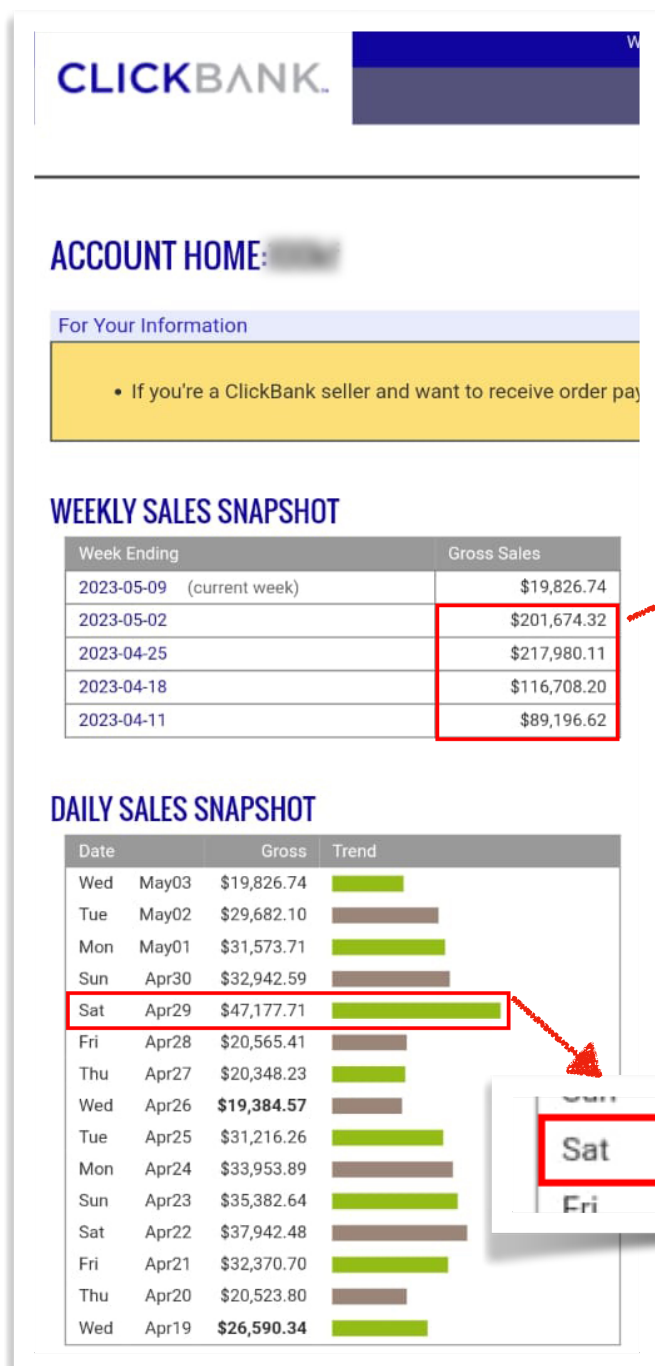 W
CLICKBANK
ACCOUNT HOME:
For Your Information
• If you're a ClickBank seller and want to receive order pay
WEEKLY SALES SNAPSHOT
Week Ending Gross Sales
2023-05-09 (current week) $19,826.74
2023-05-02 $201,674.32
2023-04-25 $217,980.11
2023-04-18 $116,708.20
2023-04-11 $89,196.62
DAILY SALES SNAPSHOT
Date Gross Trend
Wed May03 $19,826.74
Tue May02 $29,682.10
Mon May01 $31,573.71
Sun Apr30 $32,942.59
Sat Apr29 $47,177.71
Fri Apr28 $20,565.41
Thu Apr27 $20,348.23
Wed Apr26 $19,384.57
Tue Apr25 $31,216.26
Mon Apr24 $33,953.89
Sun Apr23 $35,382.64
Sat Apr22 $37,942.48
Fri Apr21 $32,370.70
Thu Apr20 $20,523.80
Wed Apr19 $26,590.34
Sun
Sat
Fri